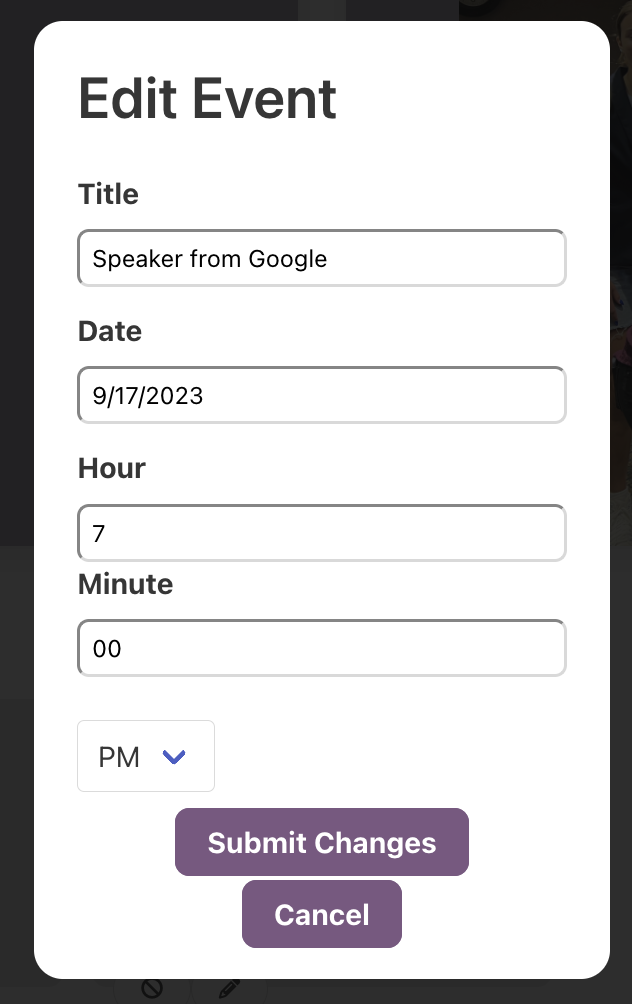 Edit Event
Title
Speaker from Google
Date
9/17/2023
Hour
7
Minute
00
PM
Submit Changes
Cancel